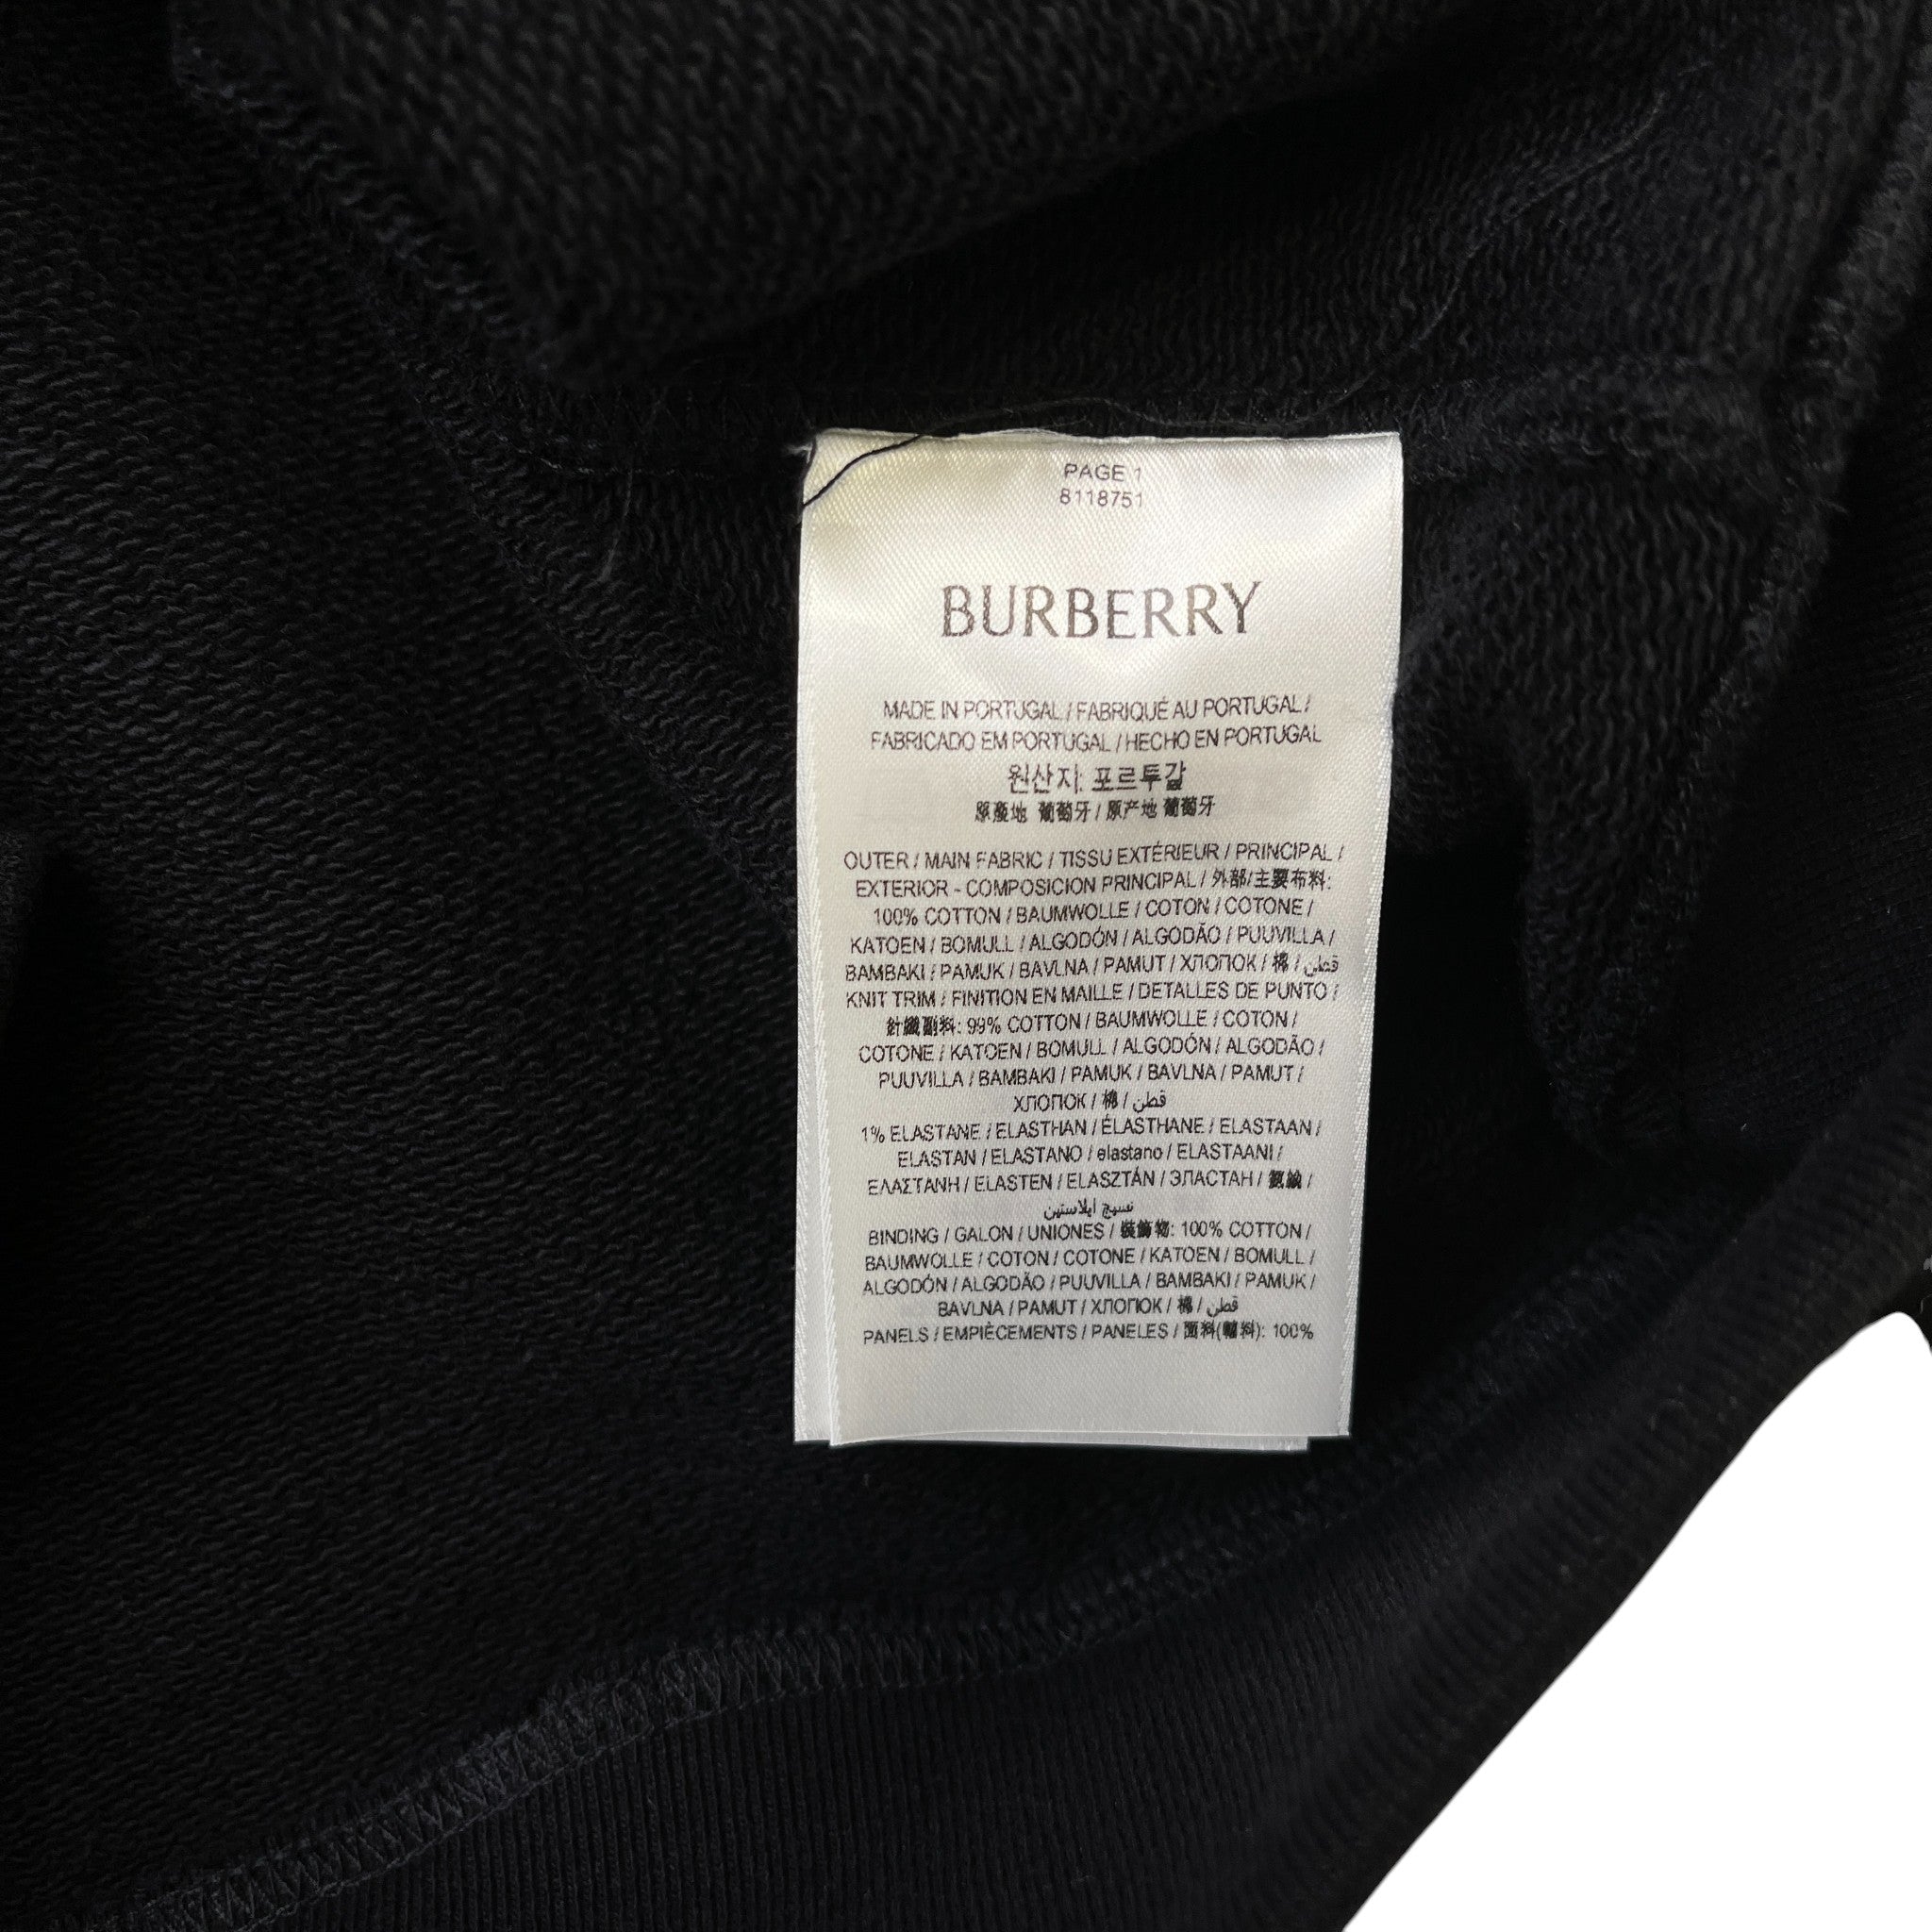 PAGE 1
8118751
BURBERRY
MADE IN PORTUGAL / FABRIQUÉ AU PORTUGAL /
FABRICADO EM PORTUGAL / HECHO EN PORTUGAL
원산지: 포르투갈
原産地 葡萄牙 / 原产地 葡萄牙
OUTER / MAIN FABRIC / TISSU EXTÉRIEUR / PRINCIPAL /
EXTERIOR - COMPOSICION PRINCIPAL / 外部/主要布料:
100% COTTON / BAUMWOLLE / COTON / COTONE /
KATOEN / BOMULL / ALGODÓN / ALGODÃO / PUUVILLA /
BAMBAKI / PAMUK / BAVLNA / PAMUT / ХЛОПОК / 棉 / قطن
KNIT TRIM / FINITION EN MAILLE / DETALLES DE PUNTO /
針織副料: 99% COTTON / BAUMWOLLE / COTON /
COTONE / KATOEN / BOMULL / ALGODÓN / ALGODÃO /
PUUVILLA / BAMBAKI / PAMUK / BAVLNA / PAMUT /
ХЛОПОК / 棉 / قطن
1% ELASTANE / ELASTHAN / ÉLASTHANE / ELASTAAN /
ELASTAN / ELASTANO / elastano / ELASTAANI /
ΕΛΑΣΤΑΝΗ / ELASTEN / ELASZTÁN / ЭЛАСТАН / 氨綸 /
نسيج ايلاستين
BINDING / GALON / UNIONES / 裝飾物: 100% COTTON /
BAUMWOLLE / COTON / COTONE / KATOEN / BOMULL /
ALGODÓN / ALGODÃO / PUUVILLA / BAMBAKI / PAMUK /
BAVLNA / PAMUT / ХЛОПОК / 棉 / قطن
PANELS / EMPIÈCEMENTS / PANELES / 面料(輔料): 100%